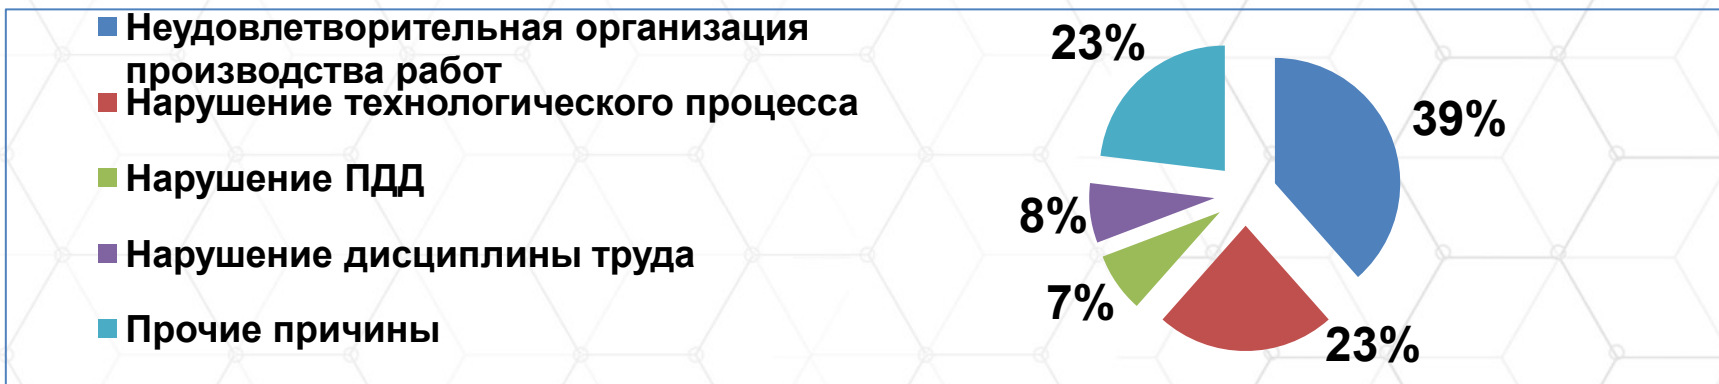 Неудовлетворительная организация
производства работ
Нарушение технологического процесса
Нарушение ПДД
Нарушение дисциплины труда
Прочие причины
23%
39%
8%
7%
23%